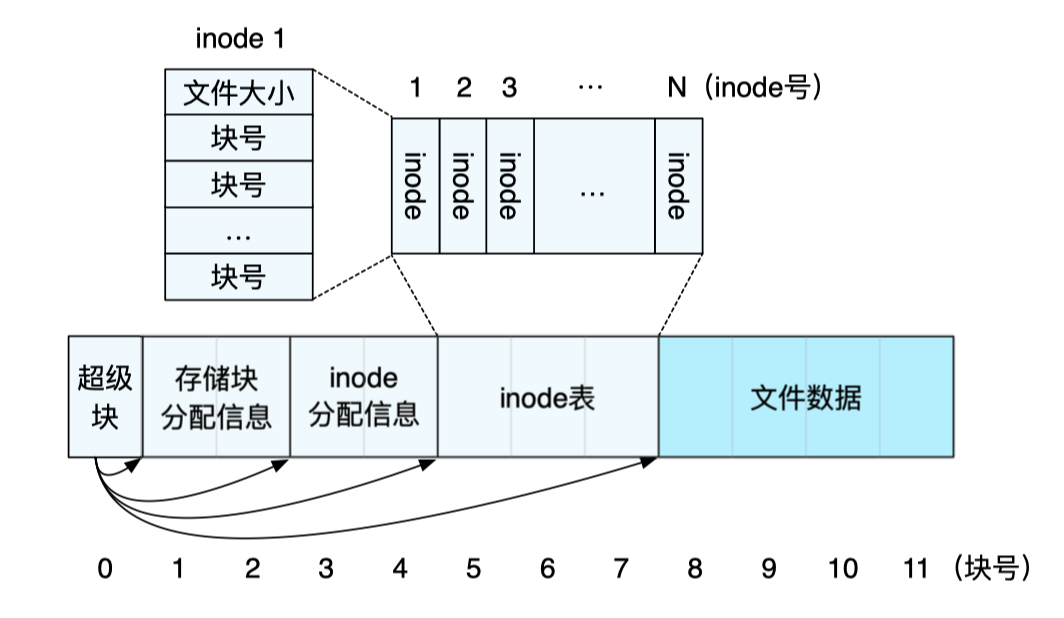 inode 1
文件大小
块号
块号
...
块号
1 2 3 ... N（inode号）
inode inode inode ... inode
超级
块
存储块
分配信息
inode
分配信息
inode表
文件数据
0 1 2 3 4 5 6 7 8 9 10 11（块号）